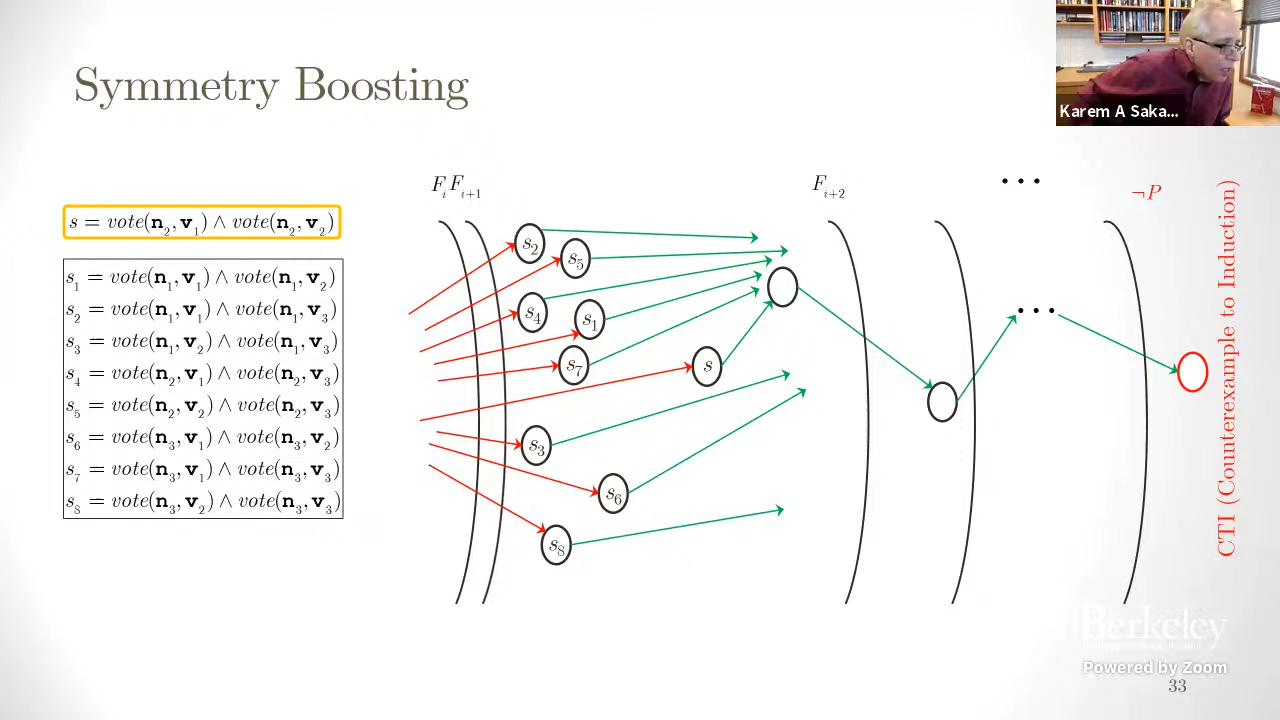 Symmetry Boosting
Karem A Saka...
s = vote(n₂, v₁) ∧ vote(n₂, v₂)
s₁ = vote(n₁, v₁) ∧ vote(n₁, v₂)
s₂ = vote(n₁, v₁) ∧ vote(n₁, v₃)
s₃ = vote(n₁, v₂) ∧ vote(n₁, v₃)
s₄ = vote(n₂, v₁) ∧ vote(n₂, v₃)
s₅ = vote(n₂, v₂) ∧ vote(n₂, v₃)
s₆ = vote(n₃, v₁) ∧ vote(n₃, v₂)
s₇ = vote(n₃, v₁) ∧ vote(n₃, v₃)
s₈ = vote(n₃, v₂) ∧ vote(n₃, v₃)
Fᵢ Fᵢ₊₁ Fᵢ₊₂ ... ¬P
s₂
s₅
s₄
s₁
s₇
s
...
s₃
s₆
s₈
CTI (Counterexample to Induction)
Berkeley
Powered by Zoom
33